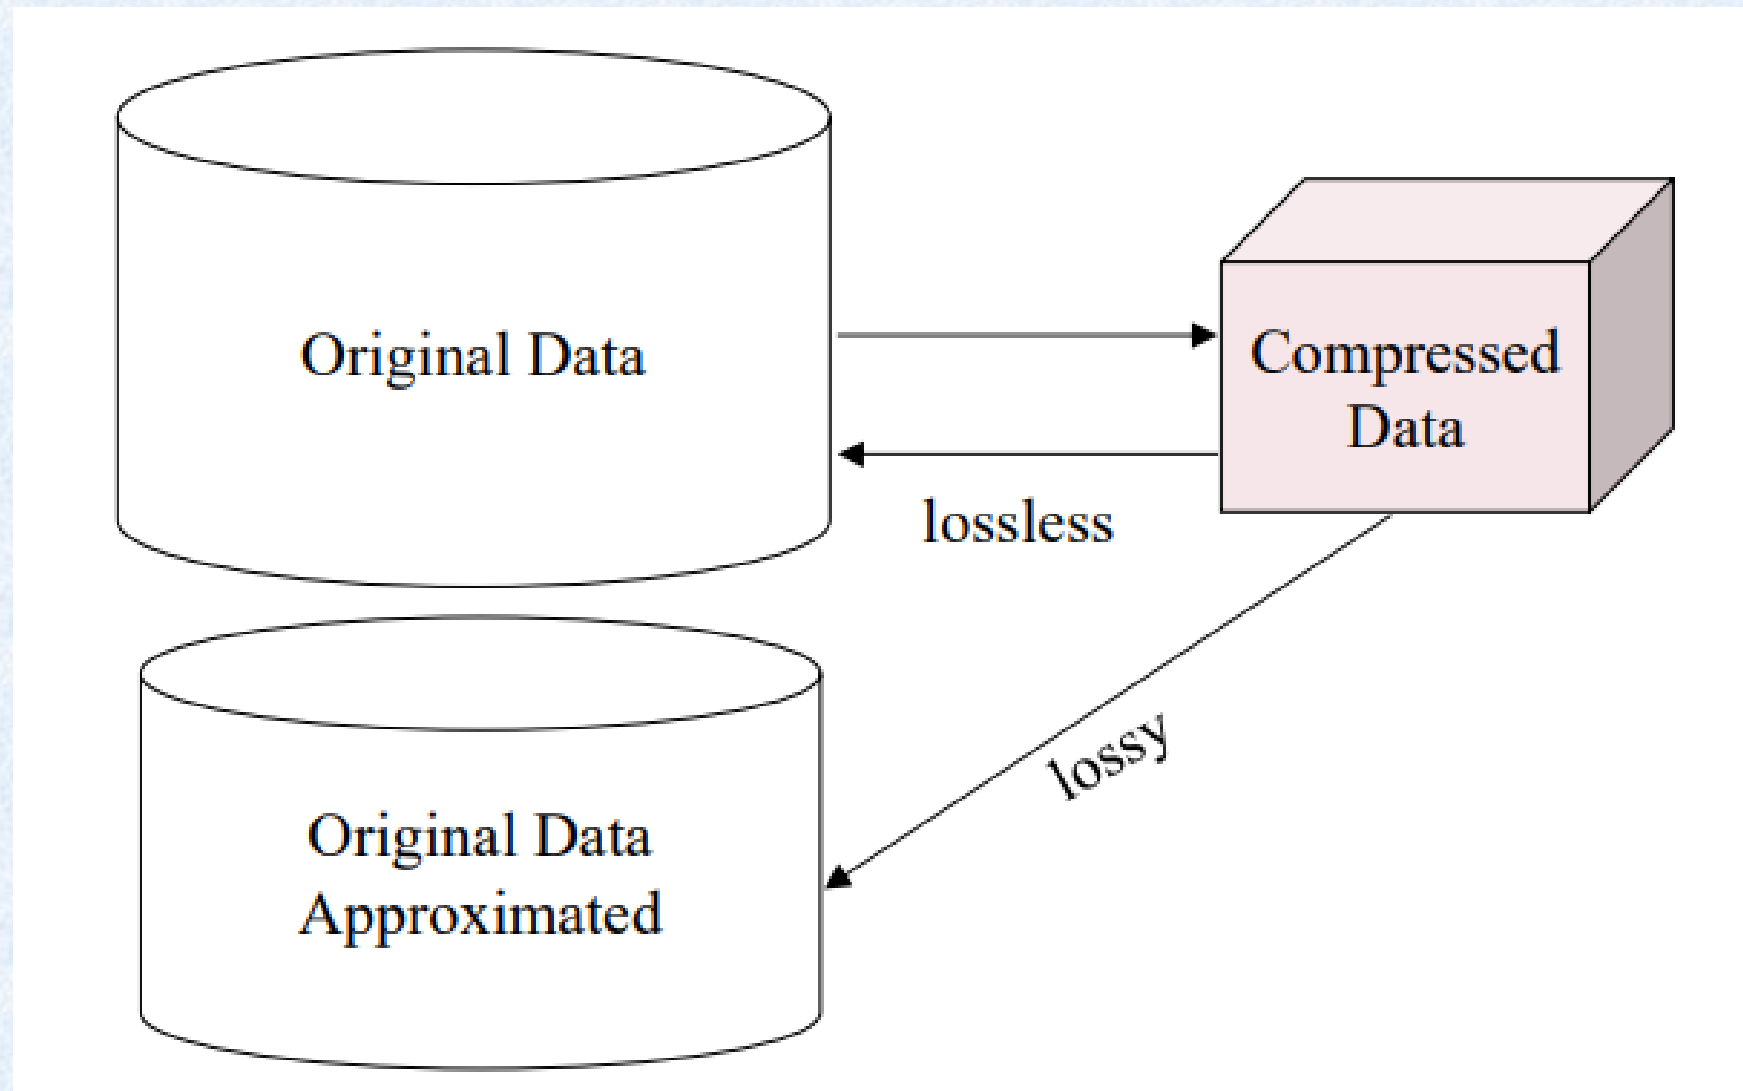 Original Data
Compressed
Data
lossless
lossy
Original Data
Approximated